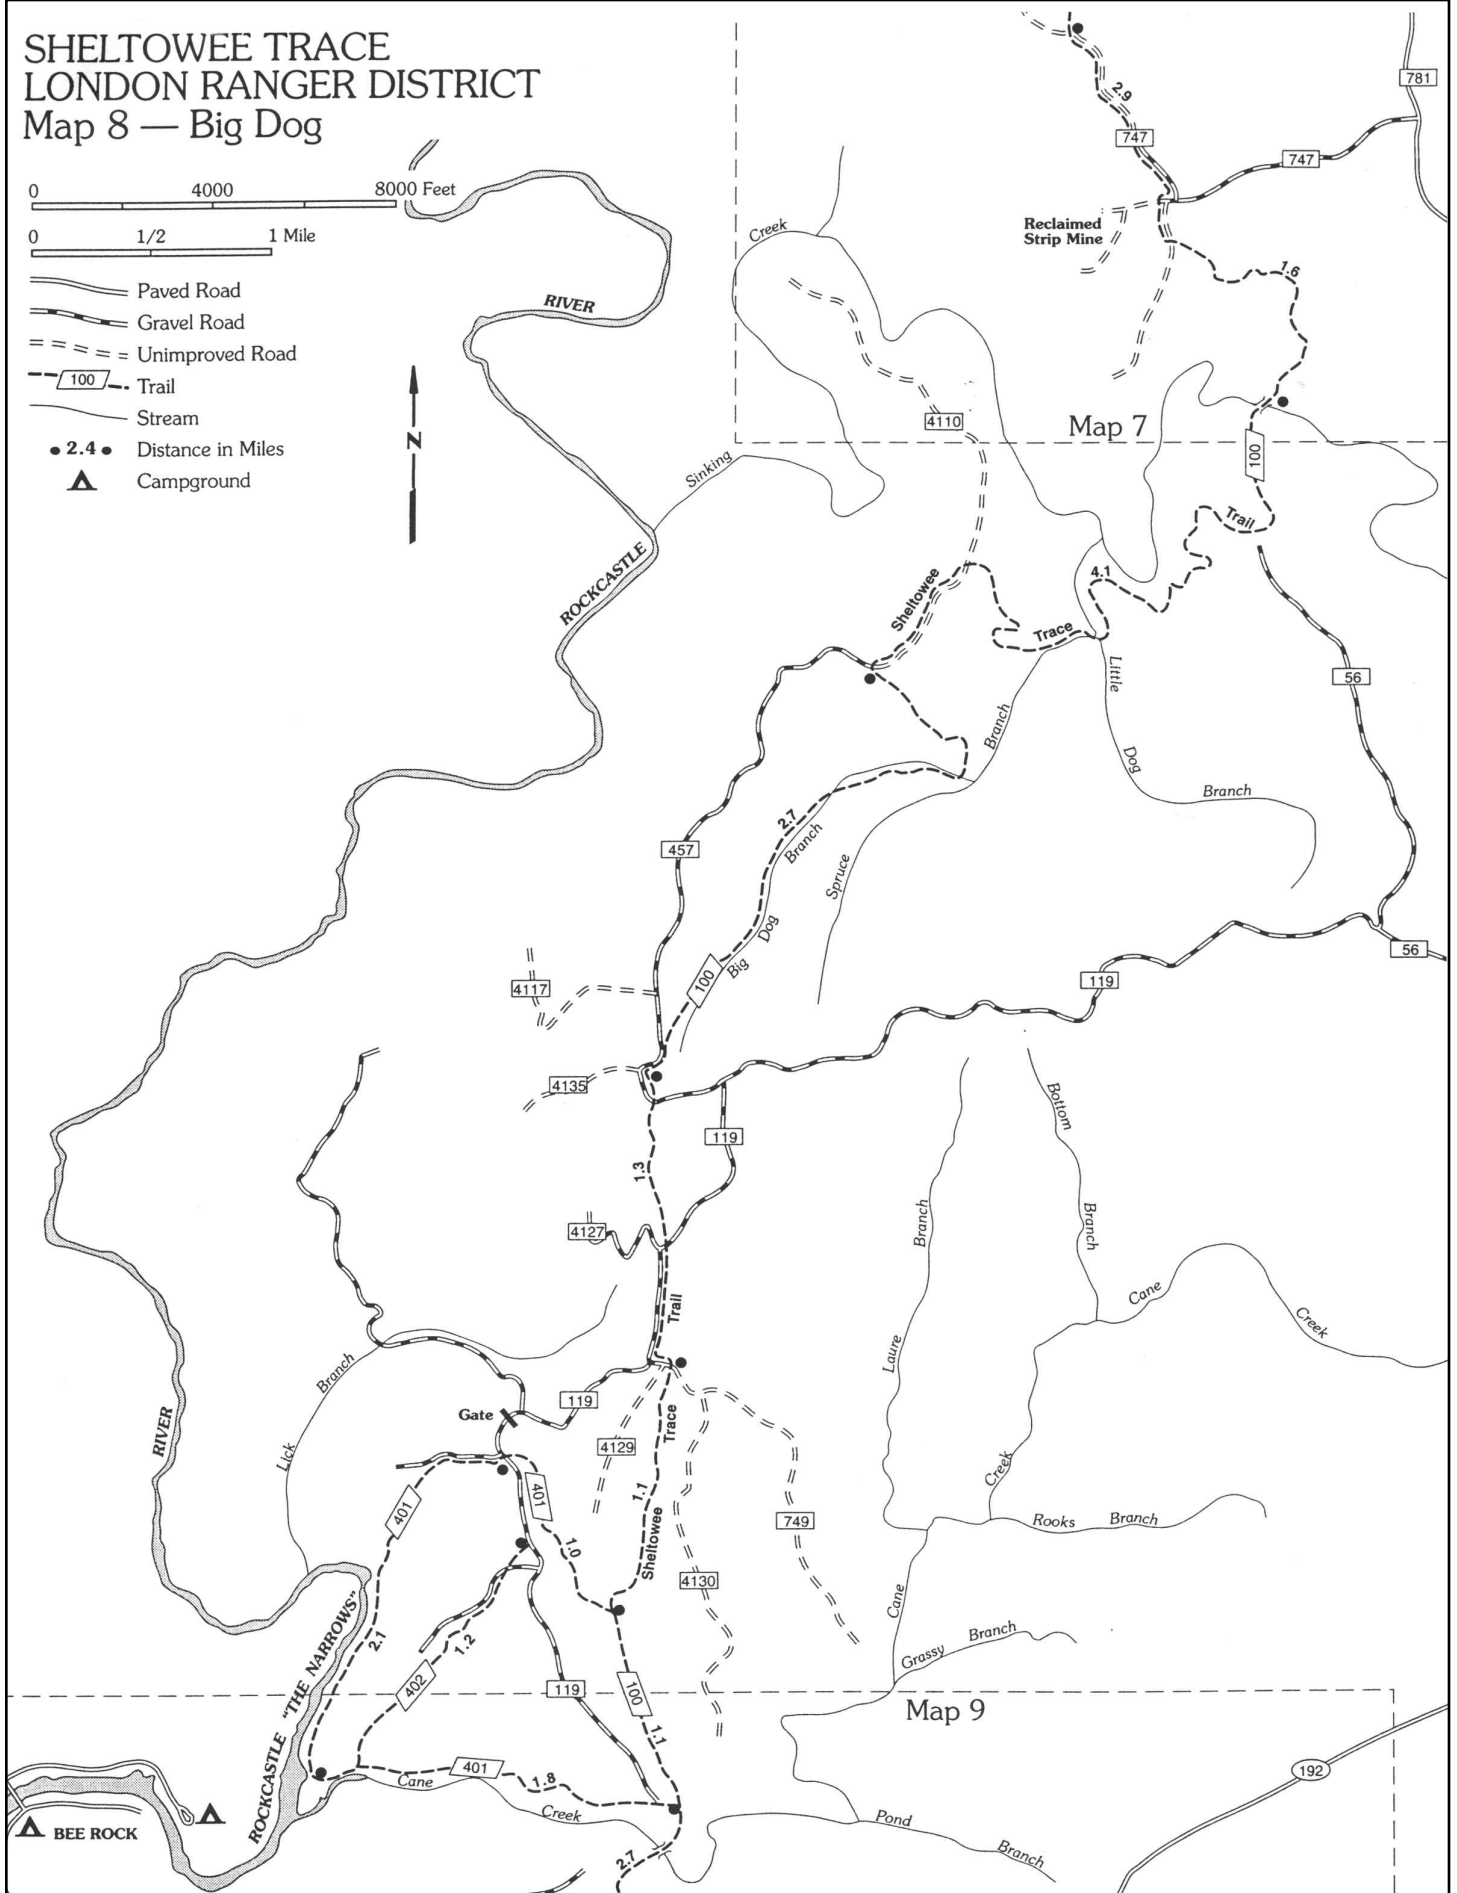 SHELTOWEE TRACE
LONDON RANGER DISTRICT
Map 8 — Big Dog
0 4000 8000 Feet
0 1/2 1 Mile
Paved Road
Gravel Road
Unimproved Road
100 Trail
Stream
• 2.4 • Distance in Miles
Campground
N
RIVER
ROCKCASTLE
Sinking
Creek
2.9
781
747
747
Reclaimed
Strip Mine
1.6
4110
Map 7
100
Trail
4.1
Sheltowee
Trace
Little
Dog
Branch
56
Branch
Spruce
2.7
Branch
Dog
Big
457
100
56
119
4117
4135
119
1.3
4127
Trail
Bottom
Branch
Branch
Laure
Cane
Creek
Branch
Lick
RIVER
Gate
119
4129
Trace
1.1
Sheltowee
749
4130
Creek
Rooks Branch
Cane
Grassy Branch
401
401
1.0
2.1
1.2
402
119
100
1.1
Map 9
ROCKCASTLE "THE NARROWS"
401
1.8
Cane
Creek
Pond
Branch
192
BEE ROCK
2.7